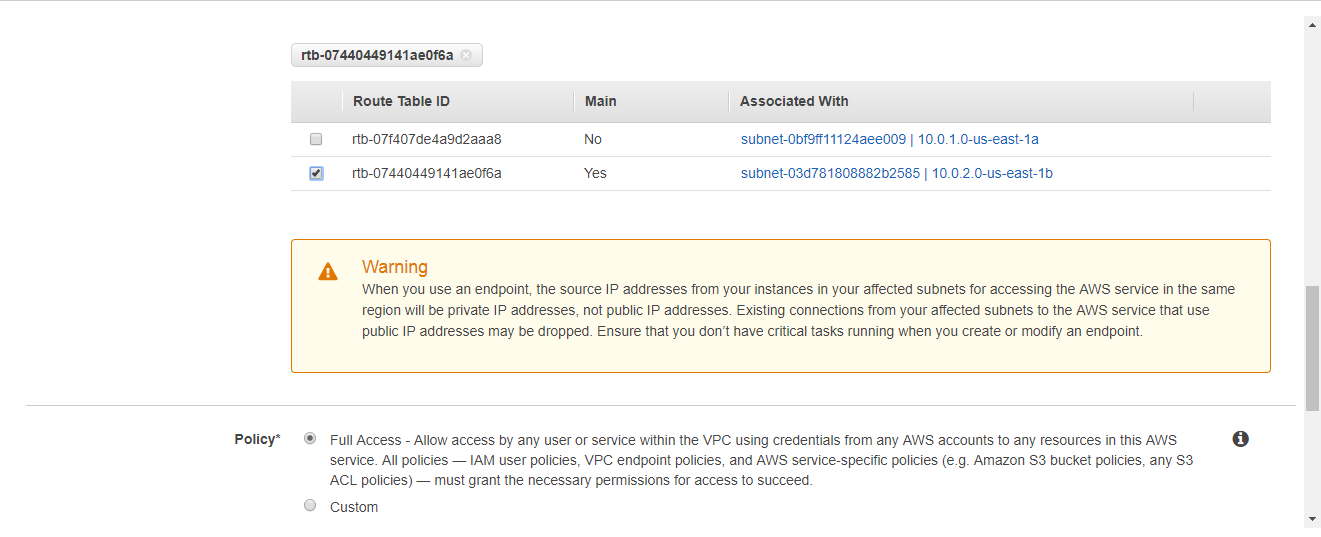 rtb-07440449141ae0f6a
Route Table ID Main Associated With
rtb-07f407de4a9d2aaa8 No subnet-0bf9ff11124aee009 | 10.0.1.0-us-east-1a
rtb-07440449141ae0f6a Yes subnet-03d781808882b2585 | 10.0.2.0-us-east-1b
Warning
When you use an endpoint, the source IP addresses from your instances in your affected subnets for accessing the AWS service in the same
region will be private IP addresses, not public IP addresses. Existing connections from your affected subnets to the AWS service that use
public IP addresses may be dropped. Ensure that you don’t have critical tasks running when you create or modify an endpoint.
Policy* Full Access - Allow access by any user or service within the VPC using credentials from any AWS accounts to any resources in this AWS
service. All policies — IAM user policies, VPC endpoint policies, and AWS service-specific policies (e.g. Amazon S3 bucket policies, any S3
ACL policies) — must grant the necessary permissions for access to succeed.
Custom